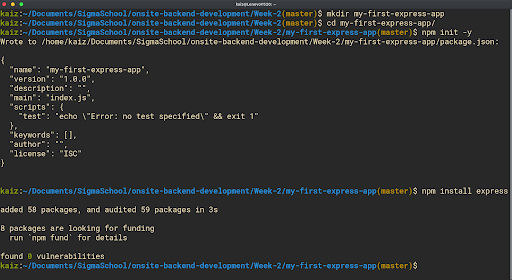 kaiz@LenovoT480s: ~
kaiz:~/Documents/SigmaSchool/onsite-backend-development/Week-2(master)$ mkdir my-first-express-app
kaiz:~/Documents/SigmaSchool/onsite-backend-development/Week-2(master)$ cd my-first-express-app/
kaiz:~/Documents/SigmaSchool/onsite-backend-development/Week-2/my-first-express-app(master)$ npm init -y
Wrote to /home/kaiz/Documents/SigmaSchool/onsite-backend-development/Week-2/my-first-express-app/package.json:
{
"name": "my-first-express-app",
"version": "1.0.0",
"description": "",
"main": "index.js",
"scripts": {
"test": "echo \"Error: no test specified\" && exit 1"
},
"keywords": [],
"author": "",
"license": "ISC"
}
kaiz:~/Documents/SigmaSchool/onsite-backend-development/Week-2/my-first-express-app(master)$ npm install express
added 58 packages, and audited 59 packages in 3s
8 packages are looking for funding
run `npm fund` for details
found 0 vulnerabilities
kaiz:~/Documents/SigmaSchool/onsite-backend-development/Week-2/my-first-express-app(master)$